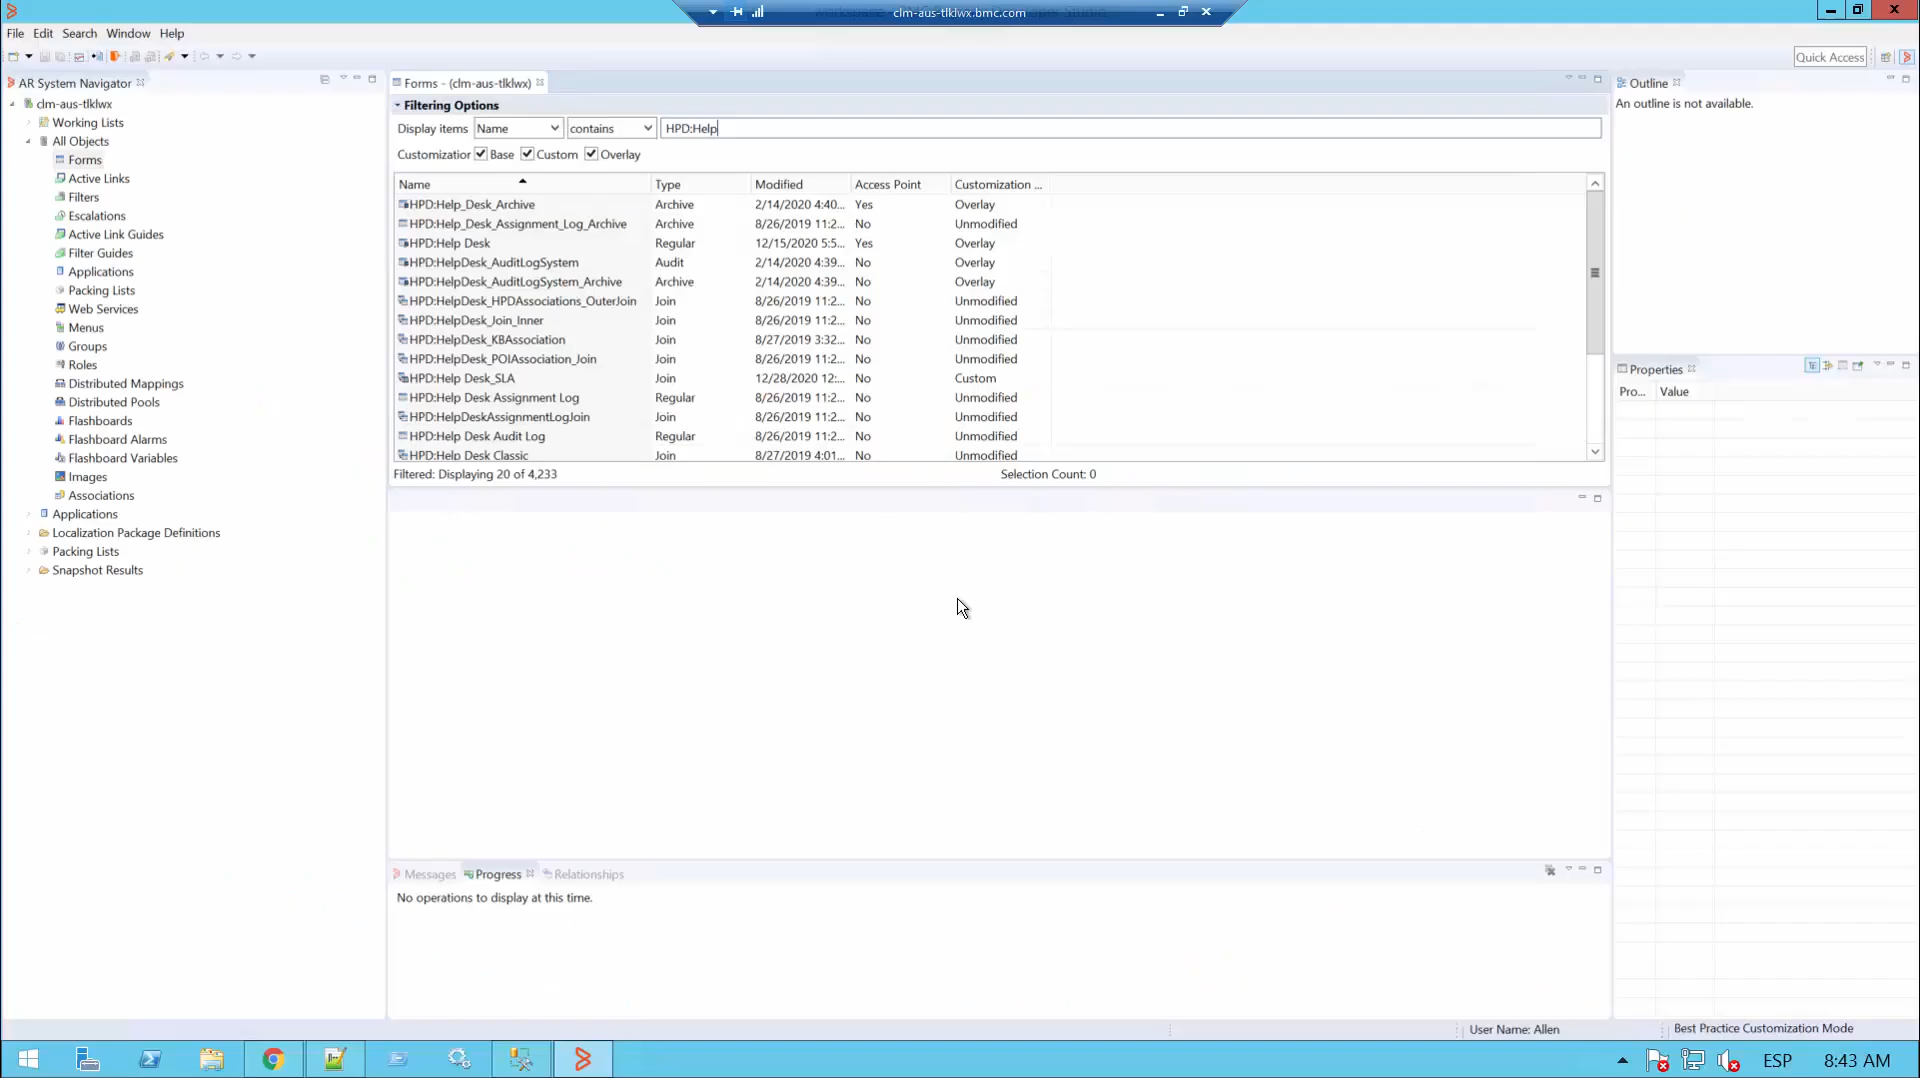 clm-aus-tlklwx.bmc.com
File Edit Search Window Help
Quick Access
AR System Navigator
clm-aus-tlklwx
Working Lists
All Objects
Forms
Active Links
Filters
Escalations
Active Link Guides
Filter Guides
Applications
Packing Lists
Web Services
Menus
Groups
Roles
Distributed Mappings
Distributed Pools
Flashboards
Flashboard Alarms
Flashboard Variables
Images
Associations
Applications
Localization Package Definitions
Packing Lists
Snapshot Results
Forms - (clm-aus-tlklwx)
Filtering Options
Display items Name contains HPD:Help
Customizatior Base Custom Overlay
Name Type Modified Access Point Customization ...
HPD:Help_Desk_Archive Archive 2/14/2020 4:40... Yes Overlay
HPD:Help_Desk_Assignment_Log_Archive Archive 8/26/2019 11:2... No Unmodified
HPD:Help Desk Regular 12/15/2020 5:5... Yes Overlay
HPD:HelpDesk_AuditLogSystem Audit 2/14/2020 4:39... No Overlay
HPD:HelpDesk_AuditLogSystem_Archive Archive 2/14/2020 4:39... No Overlay
HPD:HelpDesk_HPDAssociations_OuterJoin Join 8/26/2019 11:2... No Unmodified
HPD:HelpDesk_Join_Inner Join 8/26/2019 11:2... No Unmodified
HPD:HelpDesk_KBAssociation Join 8/27/2019 3:32... No Unmodified
HPD:HelpDesk_POIAssociation_Join Join 8/26/2019 11:2... No Unmodified
HPD:Help Desk_SLA Join 12/28/2020 12:... No Custom
HPD:Help Desk Assignment Log Regular 8/26/2019 11:2... No Unmodified
HPD:HelpDeskAssignmentLogJoin Join 8/26/2019 11:2... No Unmodified
HPD:Help Desk Audit Log Regular 8/26/2019 11:2... No Unmodified
HPD:Help Desk Classic Join 8/27/2019 4:01... No Unmodified
Filtered: Displaying 20 of 4,233 Selection Count: 0
Messages Progress Relationships
No operations to display at this time.
Outline
An outline is not available.
Properties
Pro... Value
User Name: Allen Best Practice Customization Mode
ESP 8:43 AM